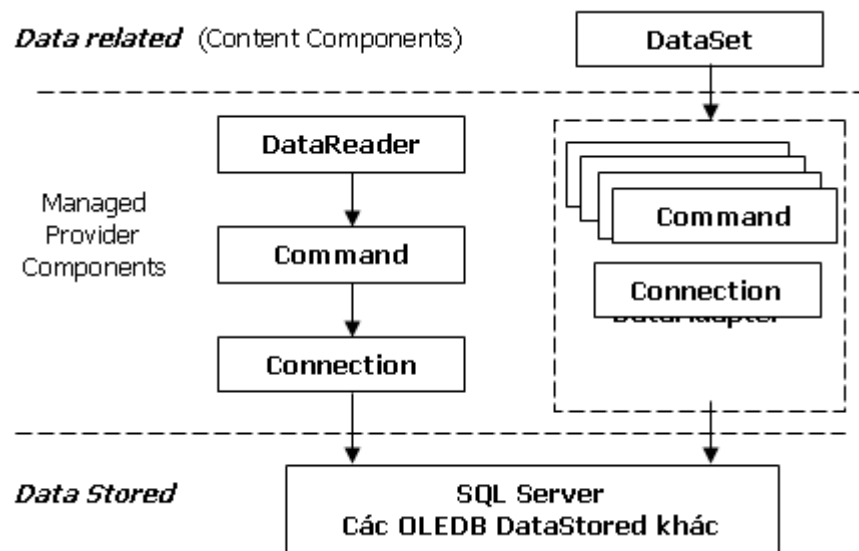 Data related (Content Components)
DataSet
DataReader
Managed
Provider
Components
Command
Command
Connection
Connection
DataAdapter
Data Stored
SQL Server
Các OLEDB DataStored khác